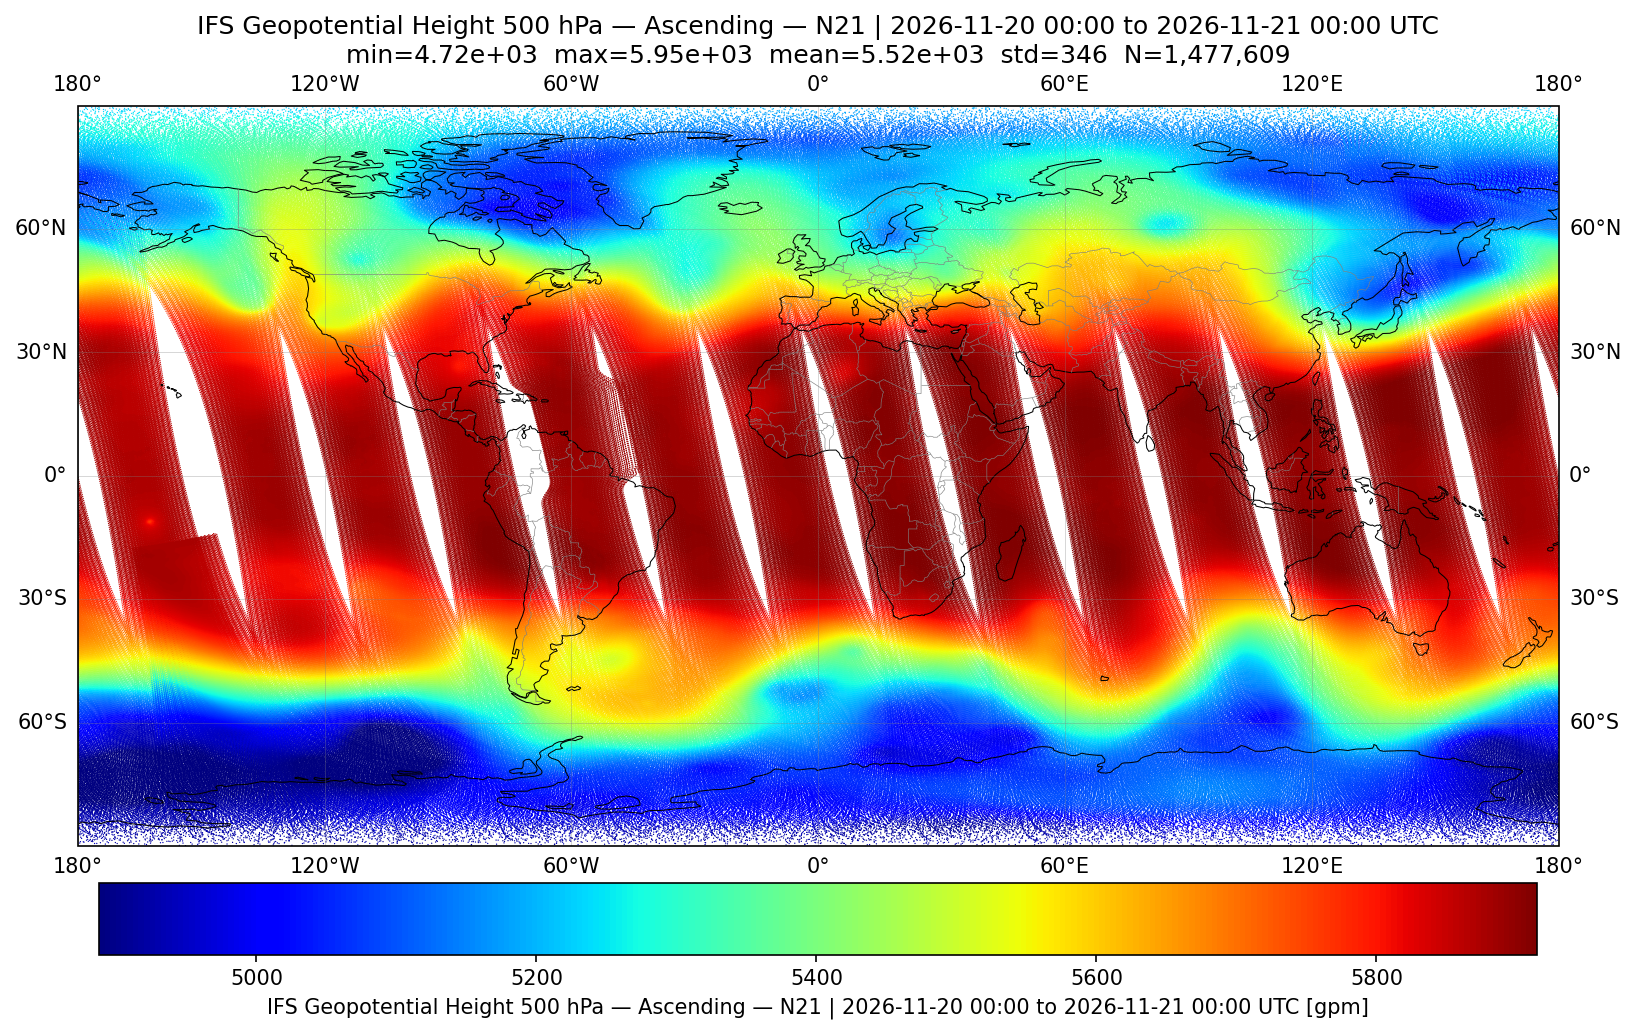 IFS Geopotential Height 500 hPa — Ascending — N21 | 2026-11-20 00:00 to 2026-11-21 00:00 UTC
min=4.72e+03 max=5.95e+03 mean=5.52e+03 std=346 N=1,477,609
180° 120°W 60°W 0° 60°E 120°E 180°
60°N 60°N
30°N 30°N
0° 0°
30°S 30°S
60°S 60°S
180° 120°W 60°W 0° 60°E 120°E 180°
5000 5200 5400 5600 5800
IFS Geopotential Height 500 hPa — Ascending — N21 | 2026-11-20 00:00 to 2026-11-21 00:00 UTC [gpm]